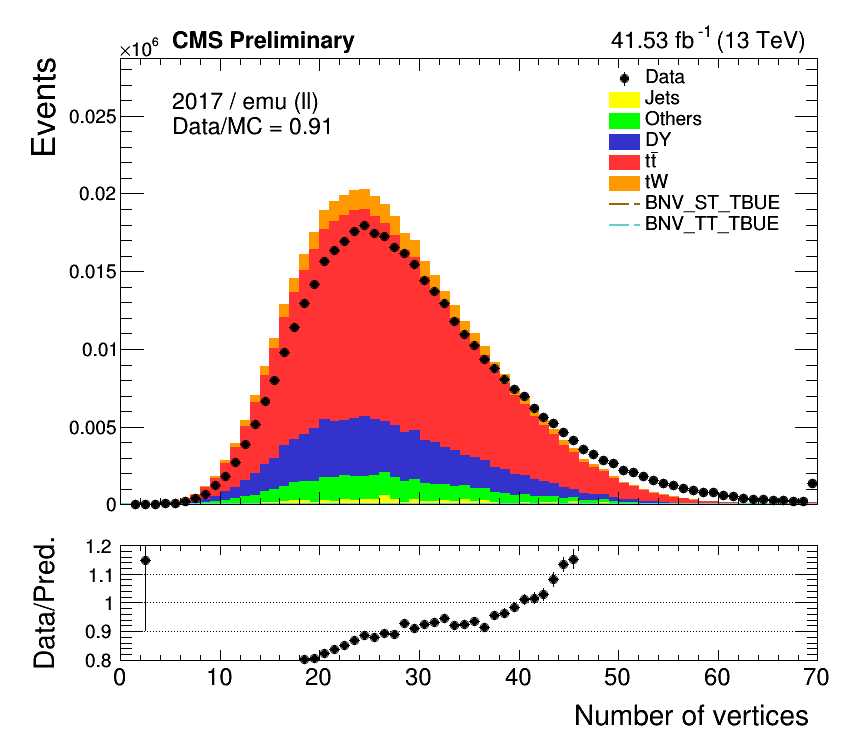 ×10⁶ CMS Preliminary 41.53 fb⁻¹ (13 TeV)
Events
2017 / emu (ll)
Data/MC = 0.91
Data
Jets
Others
DY
tt̄
tW
BNV_ST_TBUE
BNV_TT_TBUE
0.025
0.02
0.015
0.01
0.005
0
Data/Pred.
1.2
1.1
1
0.9
0.8
0 10 20 30 40 50 60 70
Number of vertices